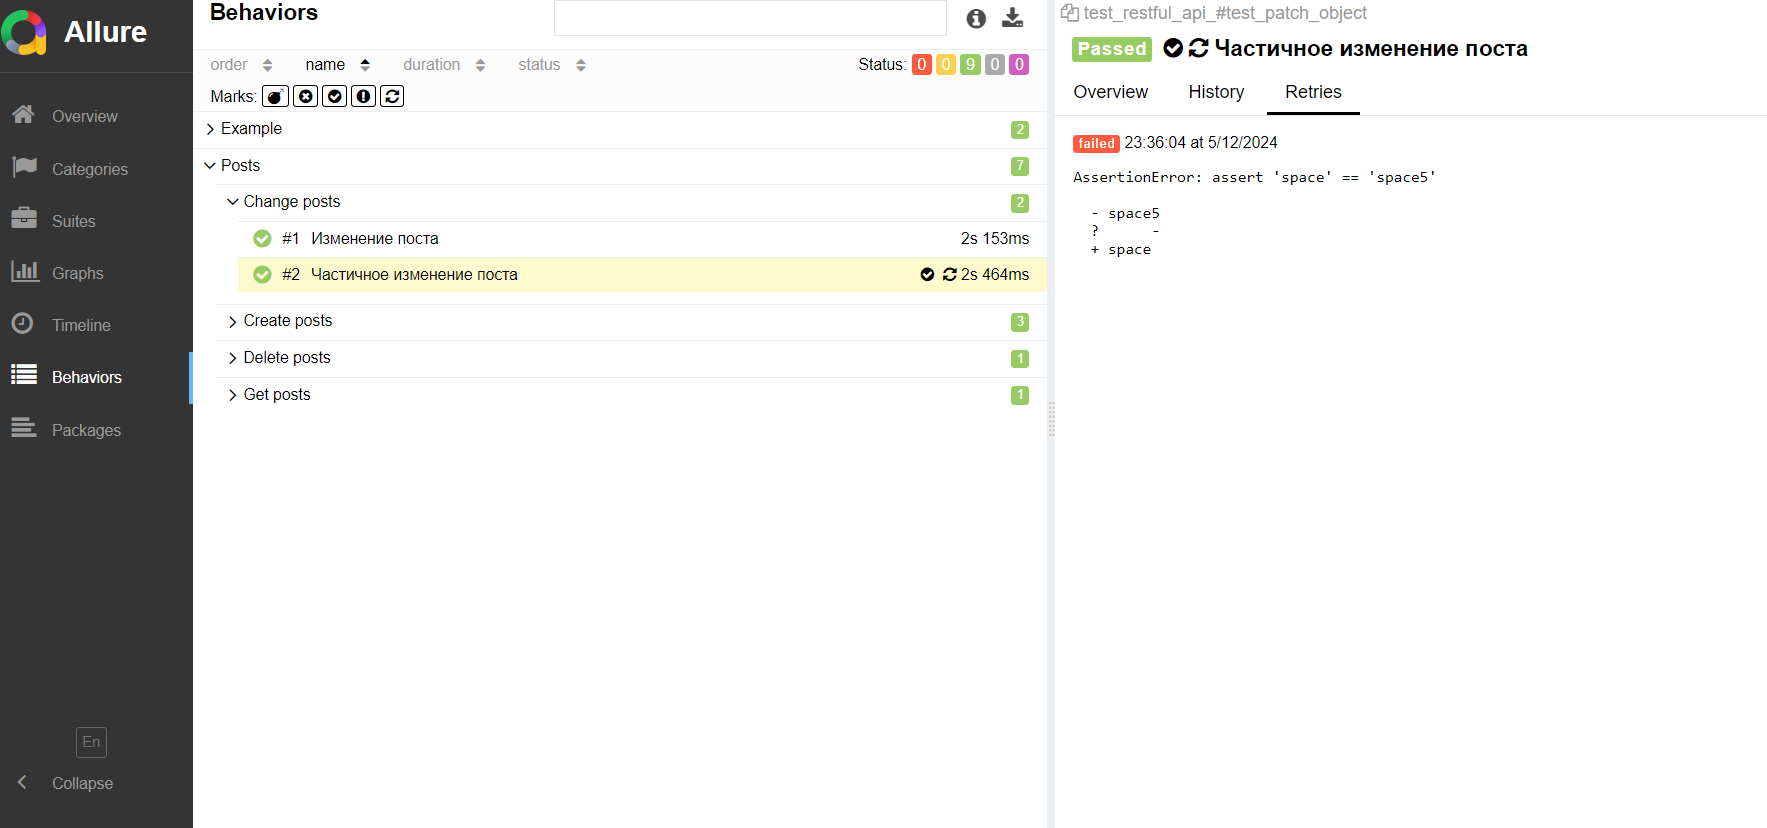 Allure
Overview
Categories
Suites
Graphs
Timeline
Behaviors
Packages
En
Collapse
Behaviors
order name duration status Status: 0 0 9 0 0
Marks:
Example 2
Posts 7
Change posts 2
#1 Изменение поста 2s 153ms
#2 Частичное изменение поста 2s 464ms
Create posts 3
Delete posts 1
Get posts 1
test_restful_api_#test_patch_object
Passed Частичное изменение поста
Overview History Retries
failed 23:36:04 at 5/12/2024
AssertionError: assert 'space' == 'space5'
- space5
? -
+ space